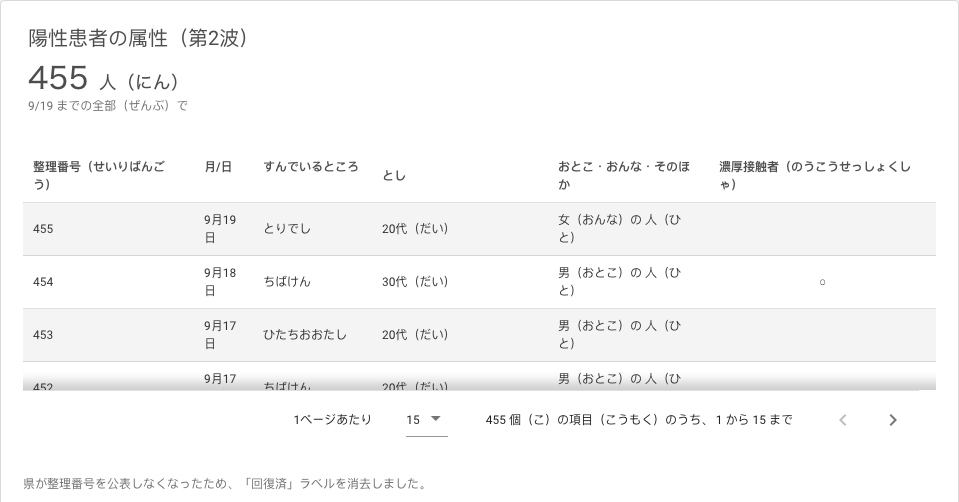 陽性患者の属性（第2波）
455 人（にん）
9/19 までの全部（ぜんぶ）で
整理番号（せいりばんごう） 月/日 すんでいるところ とし おとこ・おんな・そのほか 濃厚接触者（のうこうせっしょくしゃ）
455 9月19日 とりでし 20代（だい） 女（おんな）の 人（ひと）
454 9月18日 ちばけん 30代（だい） 男（おとこ）の 人（ひと） ○
453 9月17日 ひたちおおたし 20代（だい） 男（おとこ）の 人（ひと）
452 9月17 ちばけん 20代（だい） 男（おとこ）の 人（ひ
1ページあたり 15 455 個（こ）の項目（こうもく）のうち、1 から 15 まで
県が整理番号を公表しなくなったため、「回復済」ラベルを消去しました。